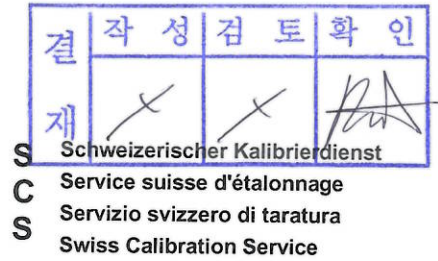 결재
작 성 검 토 확 인
S Schweizerischer Kalibrierdienst
C Service suisse d'étalonnage
Servizio svizzero di taratura
S Swiss Calibration Service